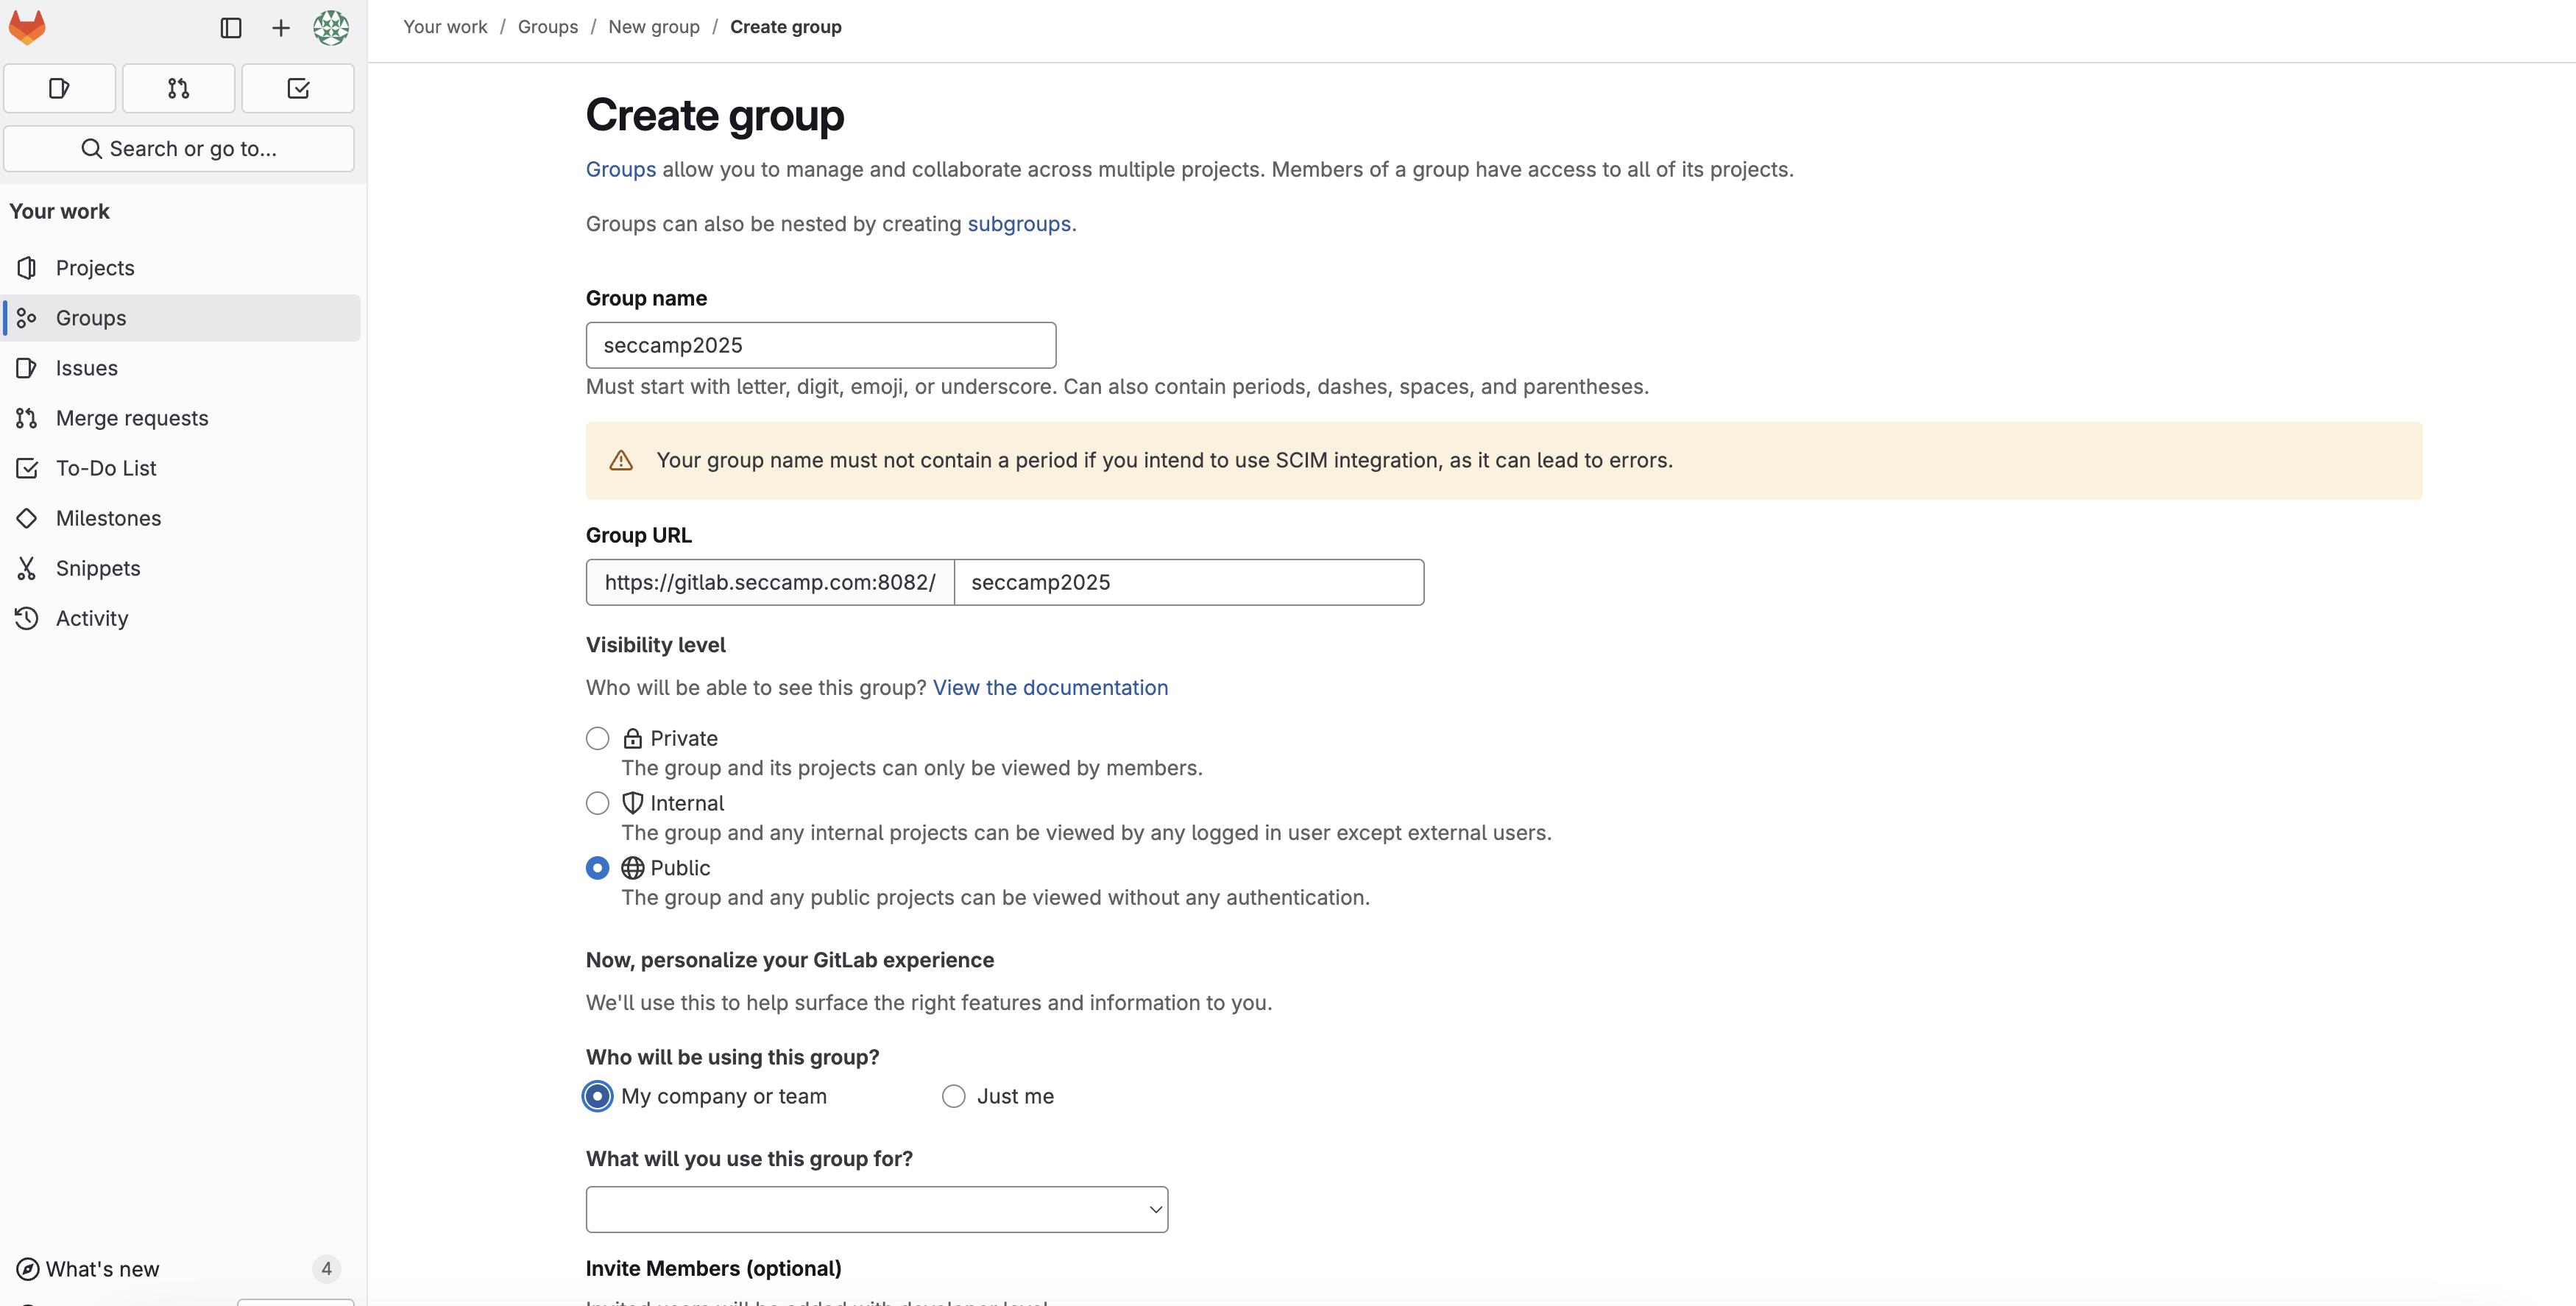 Your work / Groups / New group / Create group
Search or go to...
Your work
Projects
Groups
Issues
Merge requests
To-Do List
Milestones
Snippets
Activity
What's new 4
Create group
Groups allow you to manage and collaborate across multiple projects. Members of a group have access to all of its projects.
Groups can also be nested by creating subgroups.
Group name
seccamp2025
Must start with letter, digit, emoji, or underscore. Can also contain periods, dashes, spaces, and parentheses.
Your group name must not contain a period if you intend to use SCIM integration, as it can lead to errors.
Group URL
https://gitlab.seccamp.com:8082/ seccamp2025
Visibility level
Who will be able to see this group? View the documentation
Private
The group and its projects can only be viewed by members.
Internal
The group and any internal projects can be viewed by any logged in user except external users.
Public
The group and any public projects can be viewed without any authentication.
Now, personalize your GitLab experience
We'll use this to help surface the right features and information to you.
Who will be using this group?
My company or team Just me
What will you use this group for?
Invite Members (optional)
Invited users will be added with developer level